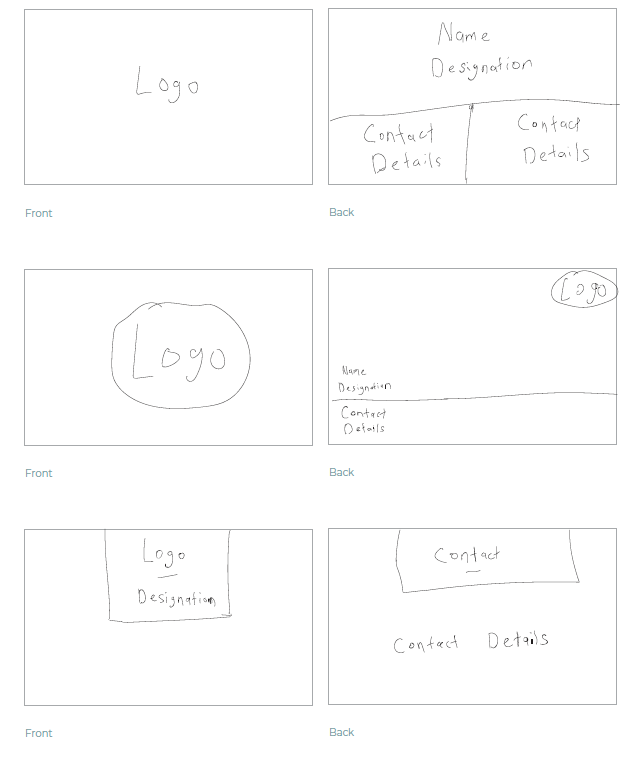 Logo
Name
Designation
Contact
Details
Contact
Details
Front
Back
Logo
Logo
Name
Designation
Contact
Details
Front
Back
Logo
Designation
Contact
Contact Details
Front
Back